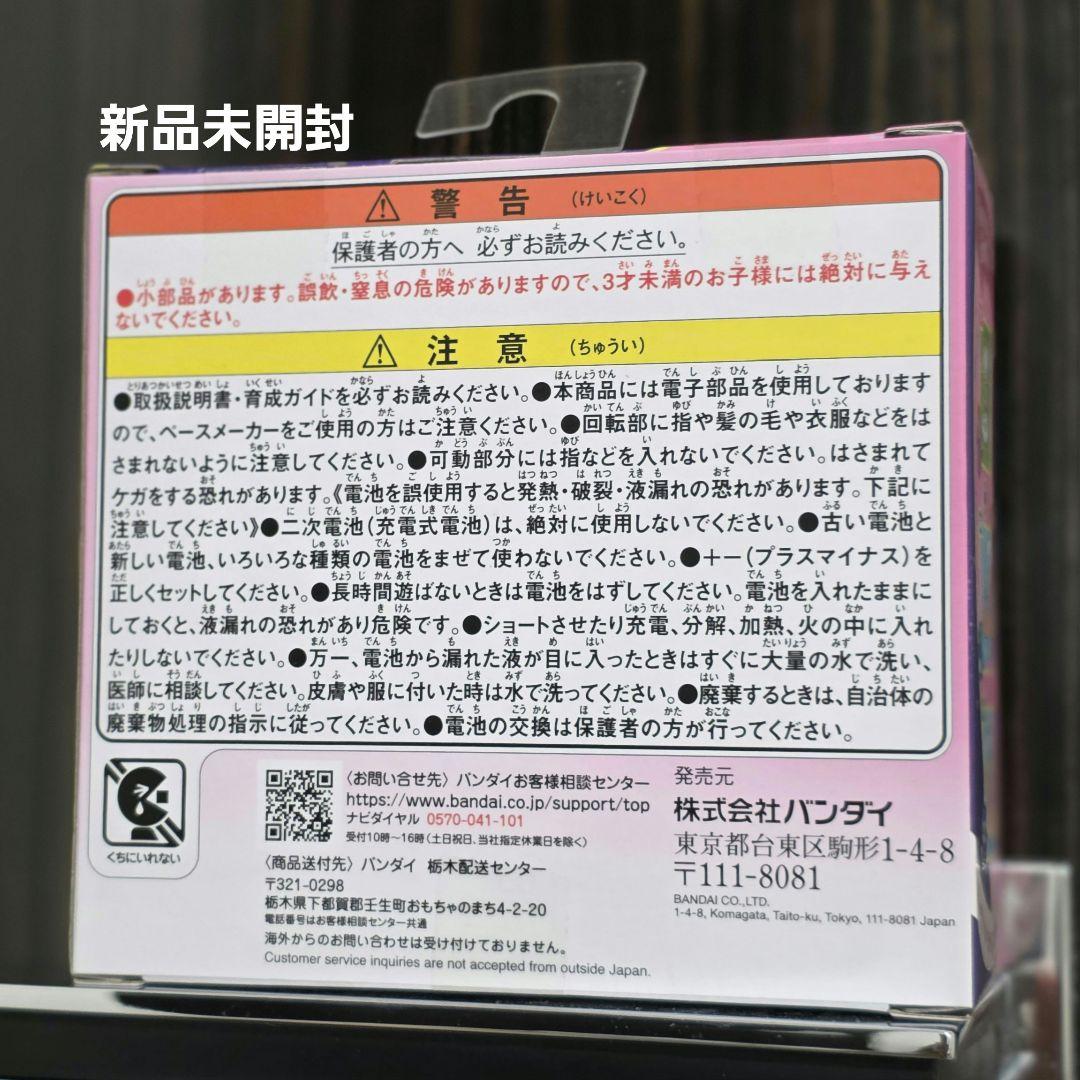 新品未開封
⚠ 警告 (けいこく)
保護者の方へ 必ずお読みください。
●小部品があります。誤飲・窒息の危険がありますので、3才未満のお子様には絶対に与え
ないでください。
⚠ 注意 (ちゅうい)
●取扱説明書・育成ガイドを必ずお読みください。●本商品には電子部品を使用しております
ので、ペースメーカーをご使用の方はご注意ください。●回転部に指や髪の毛や衣服などをは
さまれないように注意してください。●可動部分には指などを入れないでください。はさまれて
ケガをする恐れがあります。《電池を誤使用すると発熱・破裂・液漏れの恐れがあります。下記に
注意してください》●二次電池(充電式電池)は、絶対に使用しないでください。●古い電池と
新しい電池、いろいろな種類の電池をまぜて使わないでください。●+-(プラスマイナス)を
正しくセットしてください。●長時間遊ばないときは電池をはずしてください。電池を入れたままに
しておくと、液漏れの恐れがあり危険です。●ショートさせたり充電、分解、加熱、火の中に入れ
たりしないでください。●万一、電池から漏れた液が目に入ったときはすぐに大量の水で洗い、
医師に相談してください。皮膚や服に付いた時は水で洗ってください。●廃棄するときは、自治体の
廃棄物処理の指示に従ってください。●電池の交換は保護者の方が行ってください。
くちにいれない
〈お問い合せ先〉バンダイお客様相談センター
https://www.bandai.co.jp/support/top
ナビダイヤル 0570-041-101
受付10時~16時(土日祝日、当社指定休業日を除く)
〈商品送付先〉バンダイ 栃木配送センター
〒321-0298
栃木県下都賀郡壬生町おもちゃのまち4-2-20
電話番号はお客様相談センター共通
海外からのお問い合わせは受け付けておりません。
Customer service inquiries are not accepted from outside Japan.
発売元
株式会社バンダイ
東京都台東区駒形1-4-8
〒111-8081
BANDAI CO.,LTD.
1-4-8, Komagata, Taito-ku, Tokyo, 111-8081 Japan